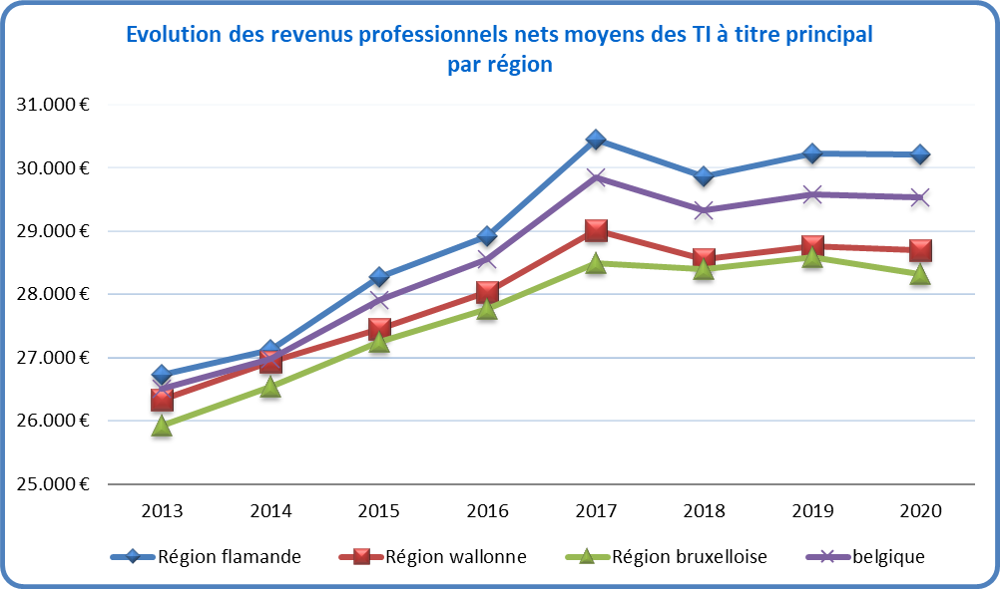 Evolution des revenus professionnels nets moyens des TI à titre principal
par région
31.000 €
30.000 €
29.000 €
28.000 €
27.000 €
26.000 €
25.000 €
2013 2014 2015 2016 2017 2018 2019 2020
Région flamande Région wallonne Région bruxelloise belgique